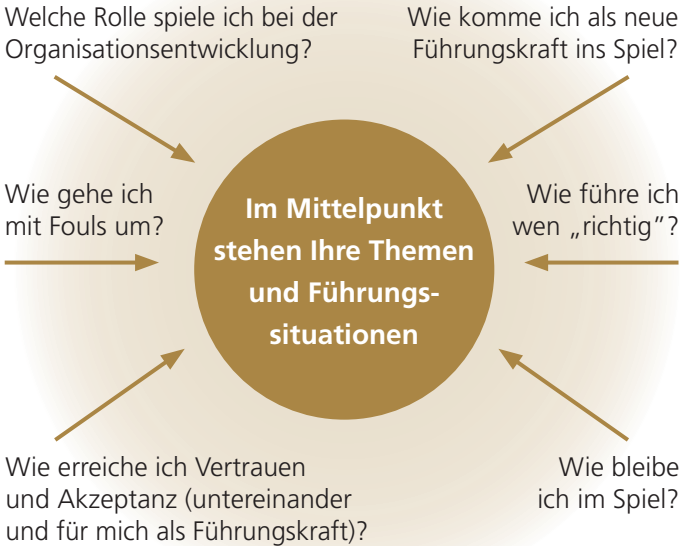 Welche Rolle spiele ich bei der
Organisationsentwicklung?
Wie komme ich als neue
Führungskraft ins Spiel?
Wie gehe ich
mit Fouls um?
Im Mittelpunkt
stehen Ihre Themen
und Führungs-
situationen
Wie führe ich
wen „richtig”?
Wie erreiche ich Vertrauen
und Akzeptanz (untereinander
und für mich als Führungskraft)?
Wie bleibe
ich im Spiel?